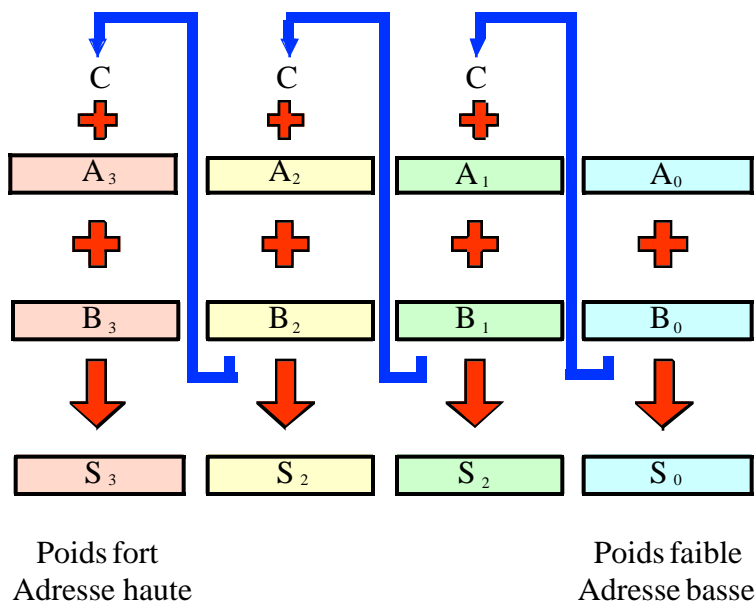 C C C
A₃ A₂ A₁ A₀
B₃ B₂ B₁ B₀
S₃ S₂ S₂ S₀
Poids fort Poids faible
Adresse haute Adresse basse